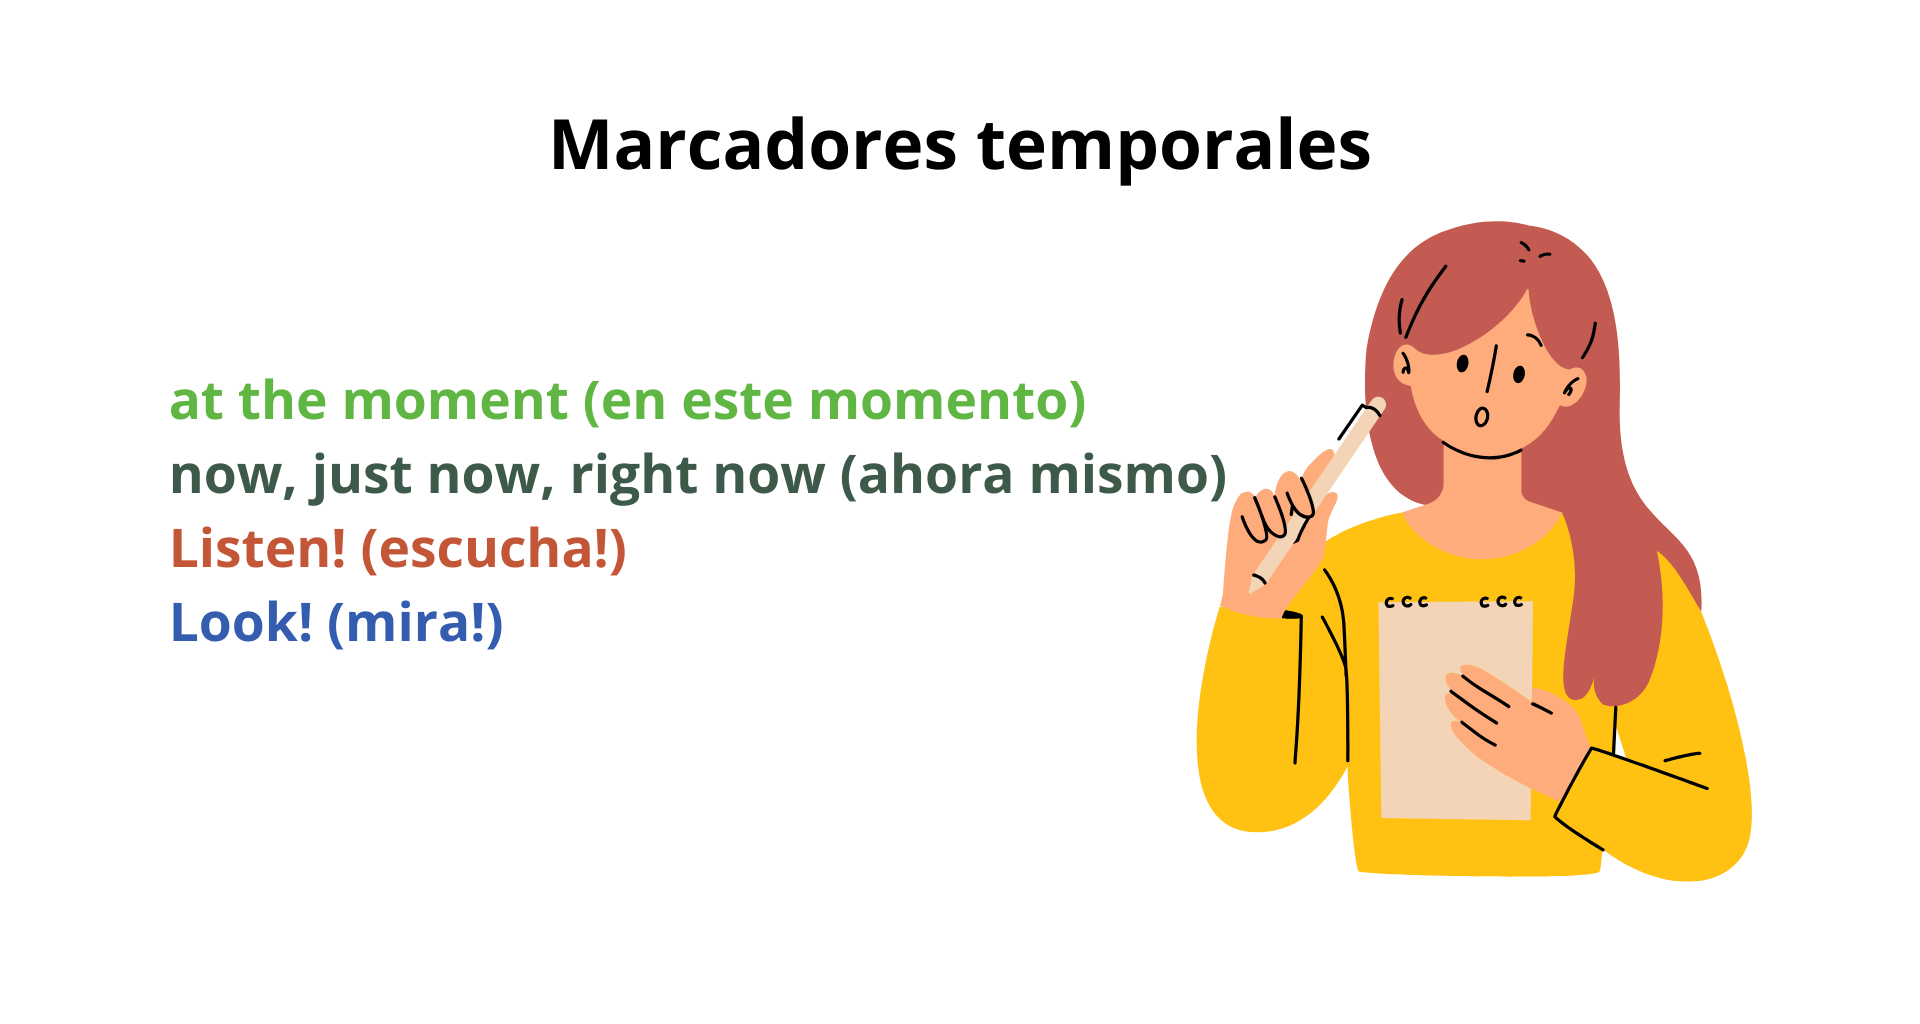 Marcadores temporales
at the moment (en este momento)
now, just now, right now (ahora mismo)
Listen! (escucha!)
Look! (mira!)